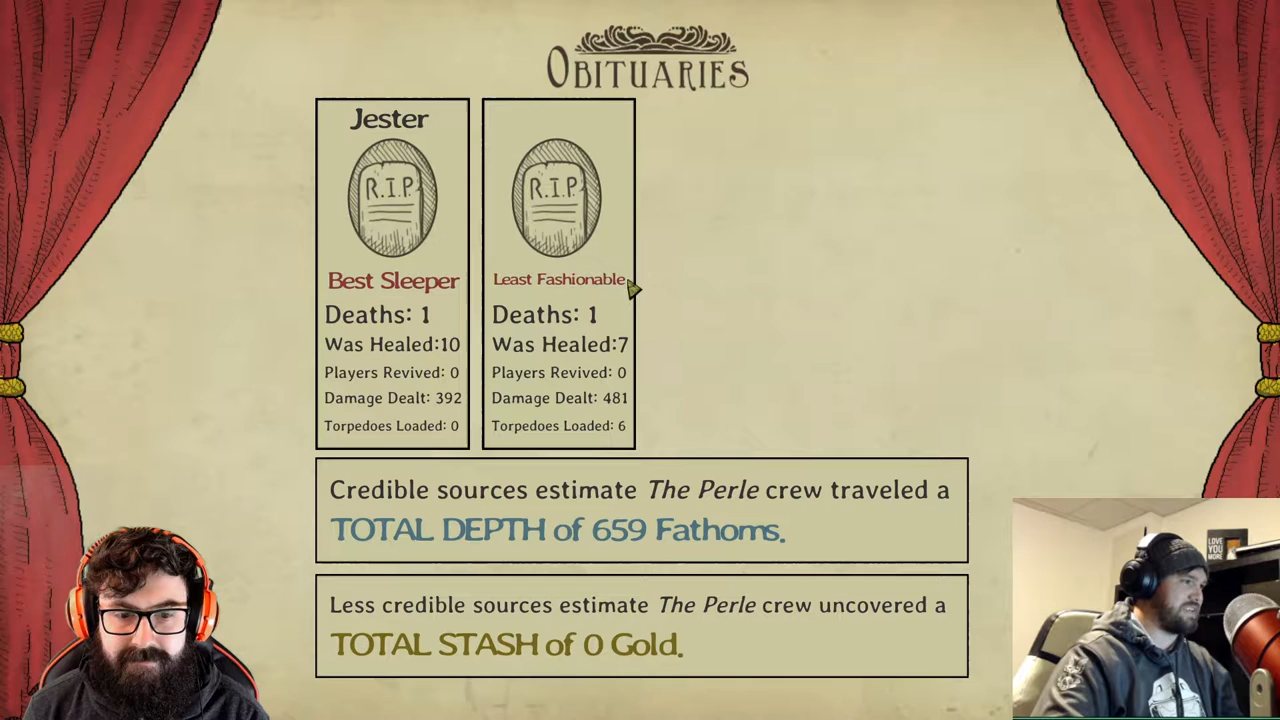 OBITUARIES
Jester
R.I.P.
Best Sleeper
Deaths: 1
Was Healed:10
Players Revived: 0
Damage Dealt: 392
Torpedoes Loaded: 0
R.I.P.
Least Fashionable
Deaths: 1
Was Healed:7
Players Revived: 0
Damage Dealt: 481
Torpedoes Loaded: 6
Credible sources estimate The Perle crew traveled a
TOTAL DEPTH of 659 Fathoms.
Less credible sources estimate The Perle crew uncovered a
TOTAL STASH of 0 Gold.
LOVE
YOU
MORE